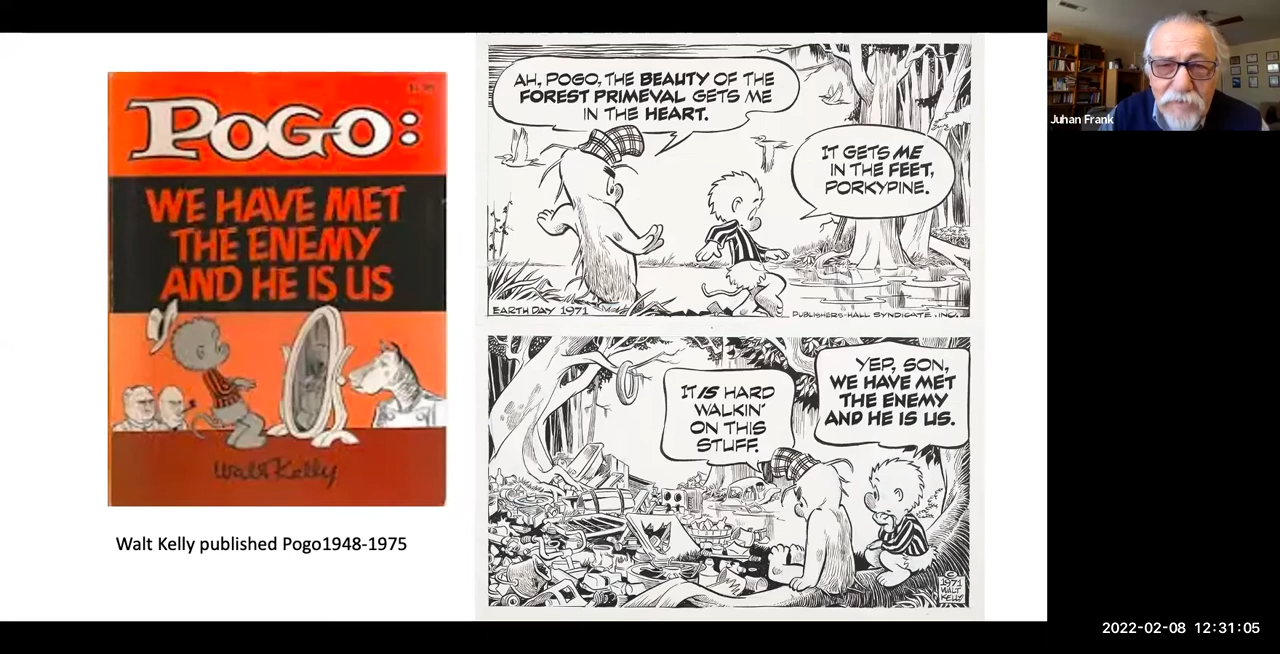 POGO:
WE HAVE MET
THE ENEMY
AND HE IS US
Walt Kelly
Walt Kelly published Pogo1948-1975
AH, POGO, THE BEAUTY OF THE
FOREST PRIMEVAL GETS ME
IN THE HEART.
IT GETS ME
IN THE FEET,
PORKYPINE.
EARTH DAY 1971
PUBLISHERS-HALL SYNDICATE, INC.
IT IS HARD
WALKIN'
ON THIS
STUFF.
YEP, SON,
WE HAVE MET
THE ENEMY
AND HE IS US.
©
1971
WALT
KELLY
Juhan Frank
2022-02-08 12:31:05